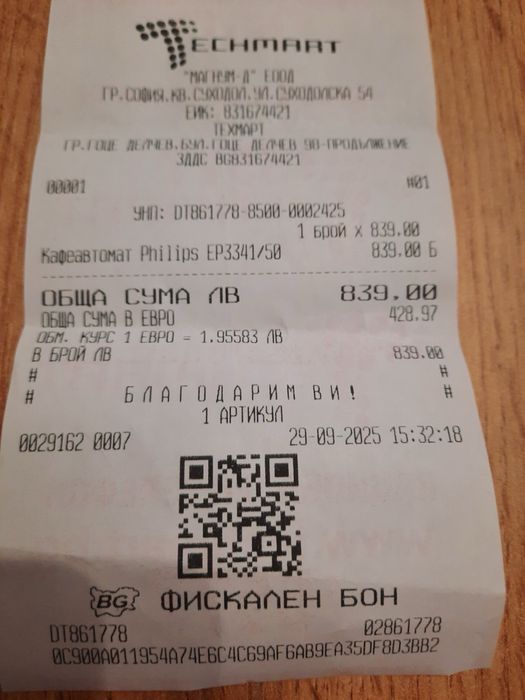 TECHMART
"МАГНУМ-Д" ЕООД
ГР.СОФИЯ.КВ.СУХОДОЛ.УЛ.СУХОДОЛСКА 54
ЕИК: 831674421
ТЕХМАРТ
ГР.ГОЦЕ ДЕЛЧЕВ.БУЛ.ГОЦЕ ДЕЛЧЕВ 9В-ПРОДЪЛЖЕНИЕ
ЗДДС BG831674421
00001 #01
УНП: DT861778-8500-0002425
1 БРОЙ x 839.00
Кафеавтомат Philips EP3341/50 839.00 Б
ОБЩА СУМА ЛВ 839,00
ОБЩА СУМА В ЕВРО 428.97
ОБМ. КУРС 1 ЕВРО = 1.95583 ЛВ
В БРОЙ ЛВ 839.00
# #
# БЛАГОДАРИМ ВИ! #
1 АРТИКУЛ
0029162 0007 29-09-2025 15:32:18
BG ФИСКАЛЕН БОН
DT861778 02861778
0C900A011954A74E6C4C69AF6AB9EA35DF8D3BB2